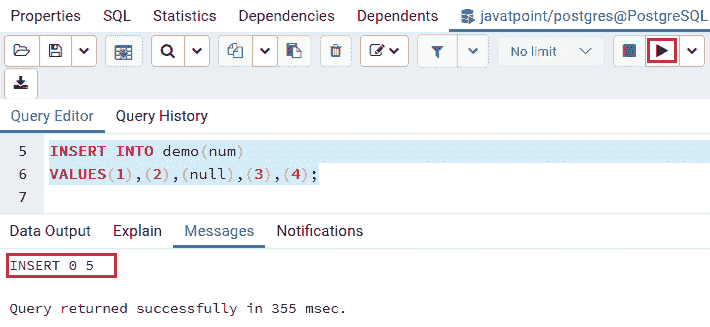 Properties SQL Statistics Dependencies Dependents javatpoint/postgres@PostgreSQL
No limit
Query Editor Query History
5 INSERT INTO demo(num)
6 VALUES(1),(2),(null),(3),(4);
7
Data Output Explain Messages Notifications
INSERT 0 5
Query returned successfully in 355 msec.